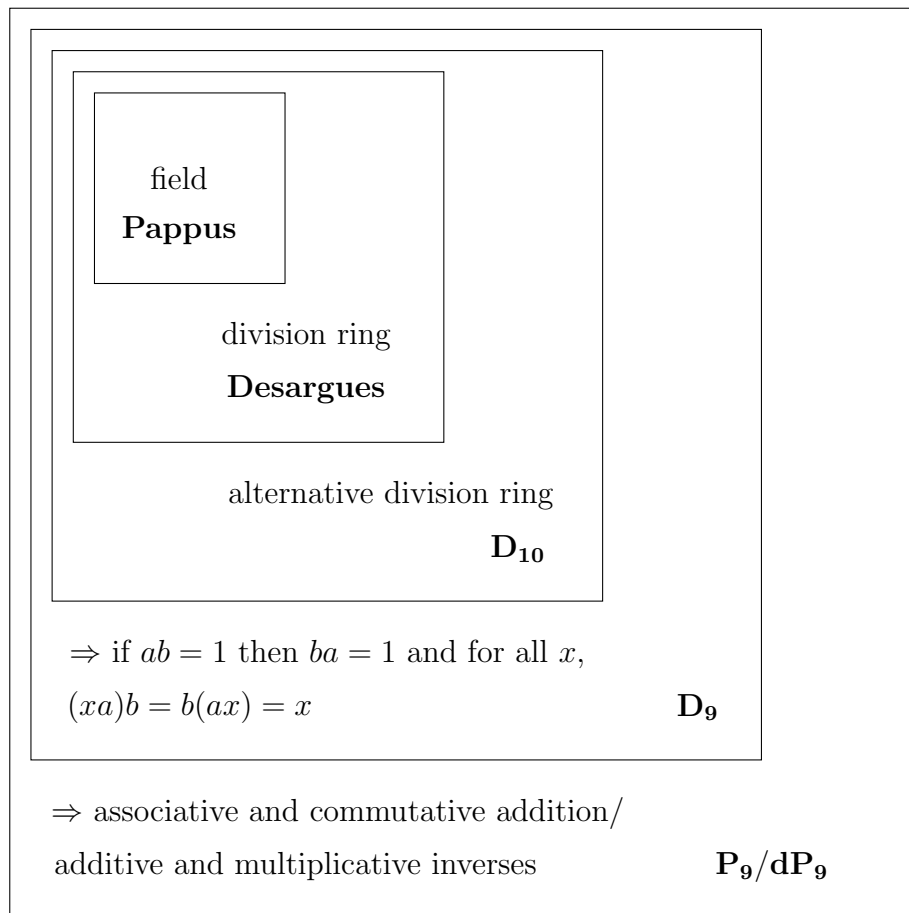 field
Pappus
division ring
Desargues
alternative division ring
D₁₀
⇒ if ab = 1 then ba = 1 and for all x,
(xa)b = b(ax) = x D₉
⇒ associative and commutative addition/
additive and multiplicative inverses P₉/dP₉